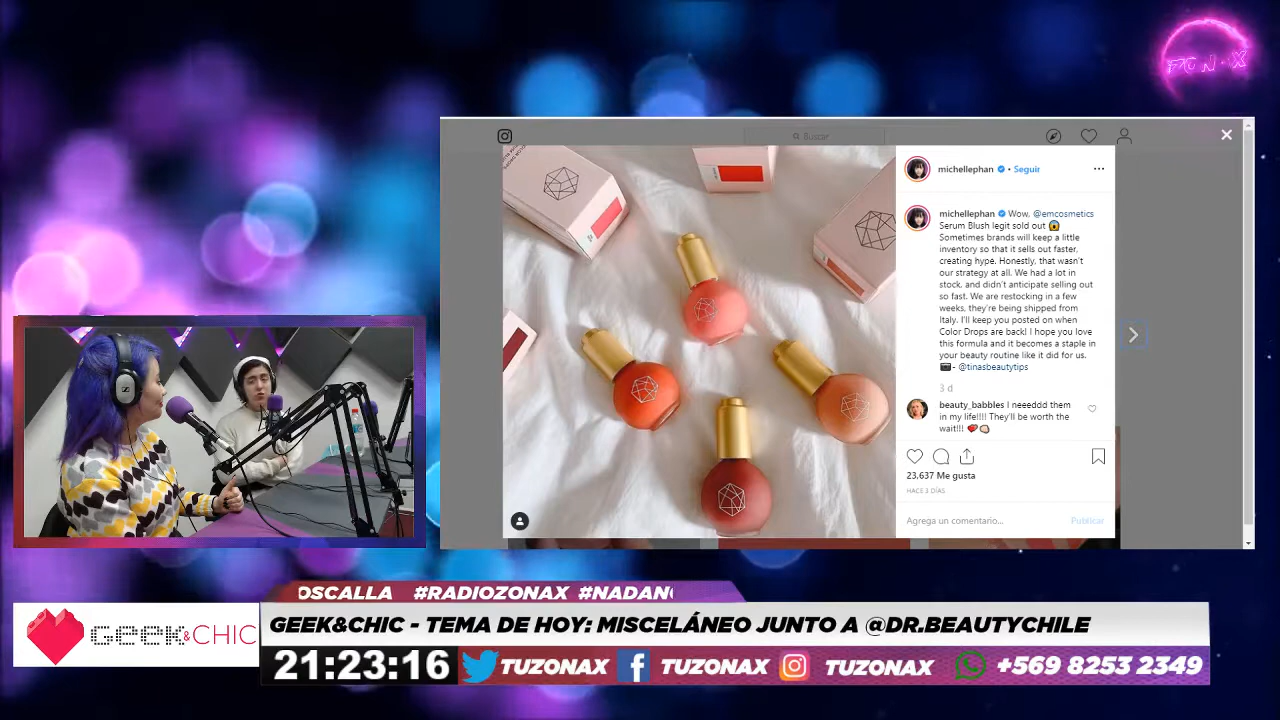 TUZONA-X
Buscar
michellephan • Seguir
michellephan Wow, @emcosmetics
Serum Blush legit sold out 😱
Sometimes brands will keep a little
inventory so that it sells out faster,
creating hype. Honestly, that wasn't
our strategy at all. We had a lot in
stock, and didn't anticipate selling out
so fast. We are restocking in a few
weeks, they're being shipped from
Italy. I'll keep you posted on when
Color Drops are back! I hope you love
this formula and it becomes a staple in
your beauty routine like it did for us.
📷 - @tinasbeautytips
3 d
beauty_babbles I neeeddd them
in my life!!!! They'll be worth the
wait!!!
23,637 Me gusta
HACE 3 DÍAS
Agrega un comentario...
Publicar
OSCALLA #RADIOZONAX #NADAN
GEEK&CHIC
GEEK&CHIC - TEMA DE HOY: MISCELÁNEO JUNTO A @DR.BEAUTYCHILE
21:23:16 TUZONAX TUZONAX TUZONAX +569 8253 2349